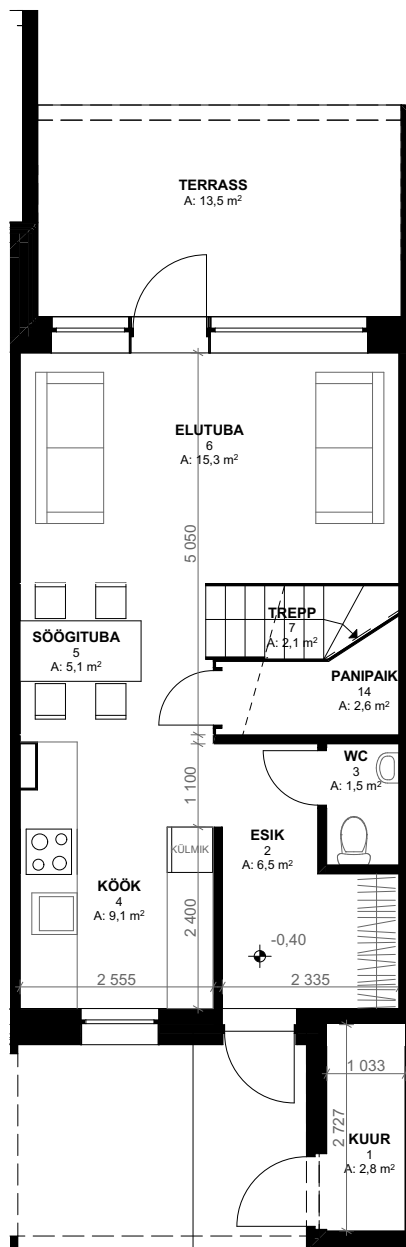 TERRASS
A: 13,5 m²
ELUTUBA
6
A: 15,3 m²
5 050
TREPP
7
A: 2,1 m²
SÖÖGITUBA
5
A: 5,1 m²
PANIPAIK
14
A: 2,6 m²
1 100
WC
3
A: 1,5 m²
ESIK
2
A: 6,5 m²
KÜLMIK
KÖÖK
4
A: 9,1 m²
2 400
-0,40
2 555
2 335
1 033
2 727
KUUR
1
A: 2,8 m²